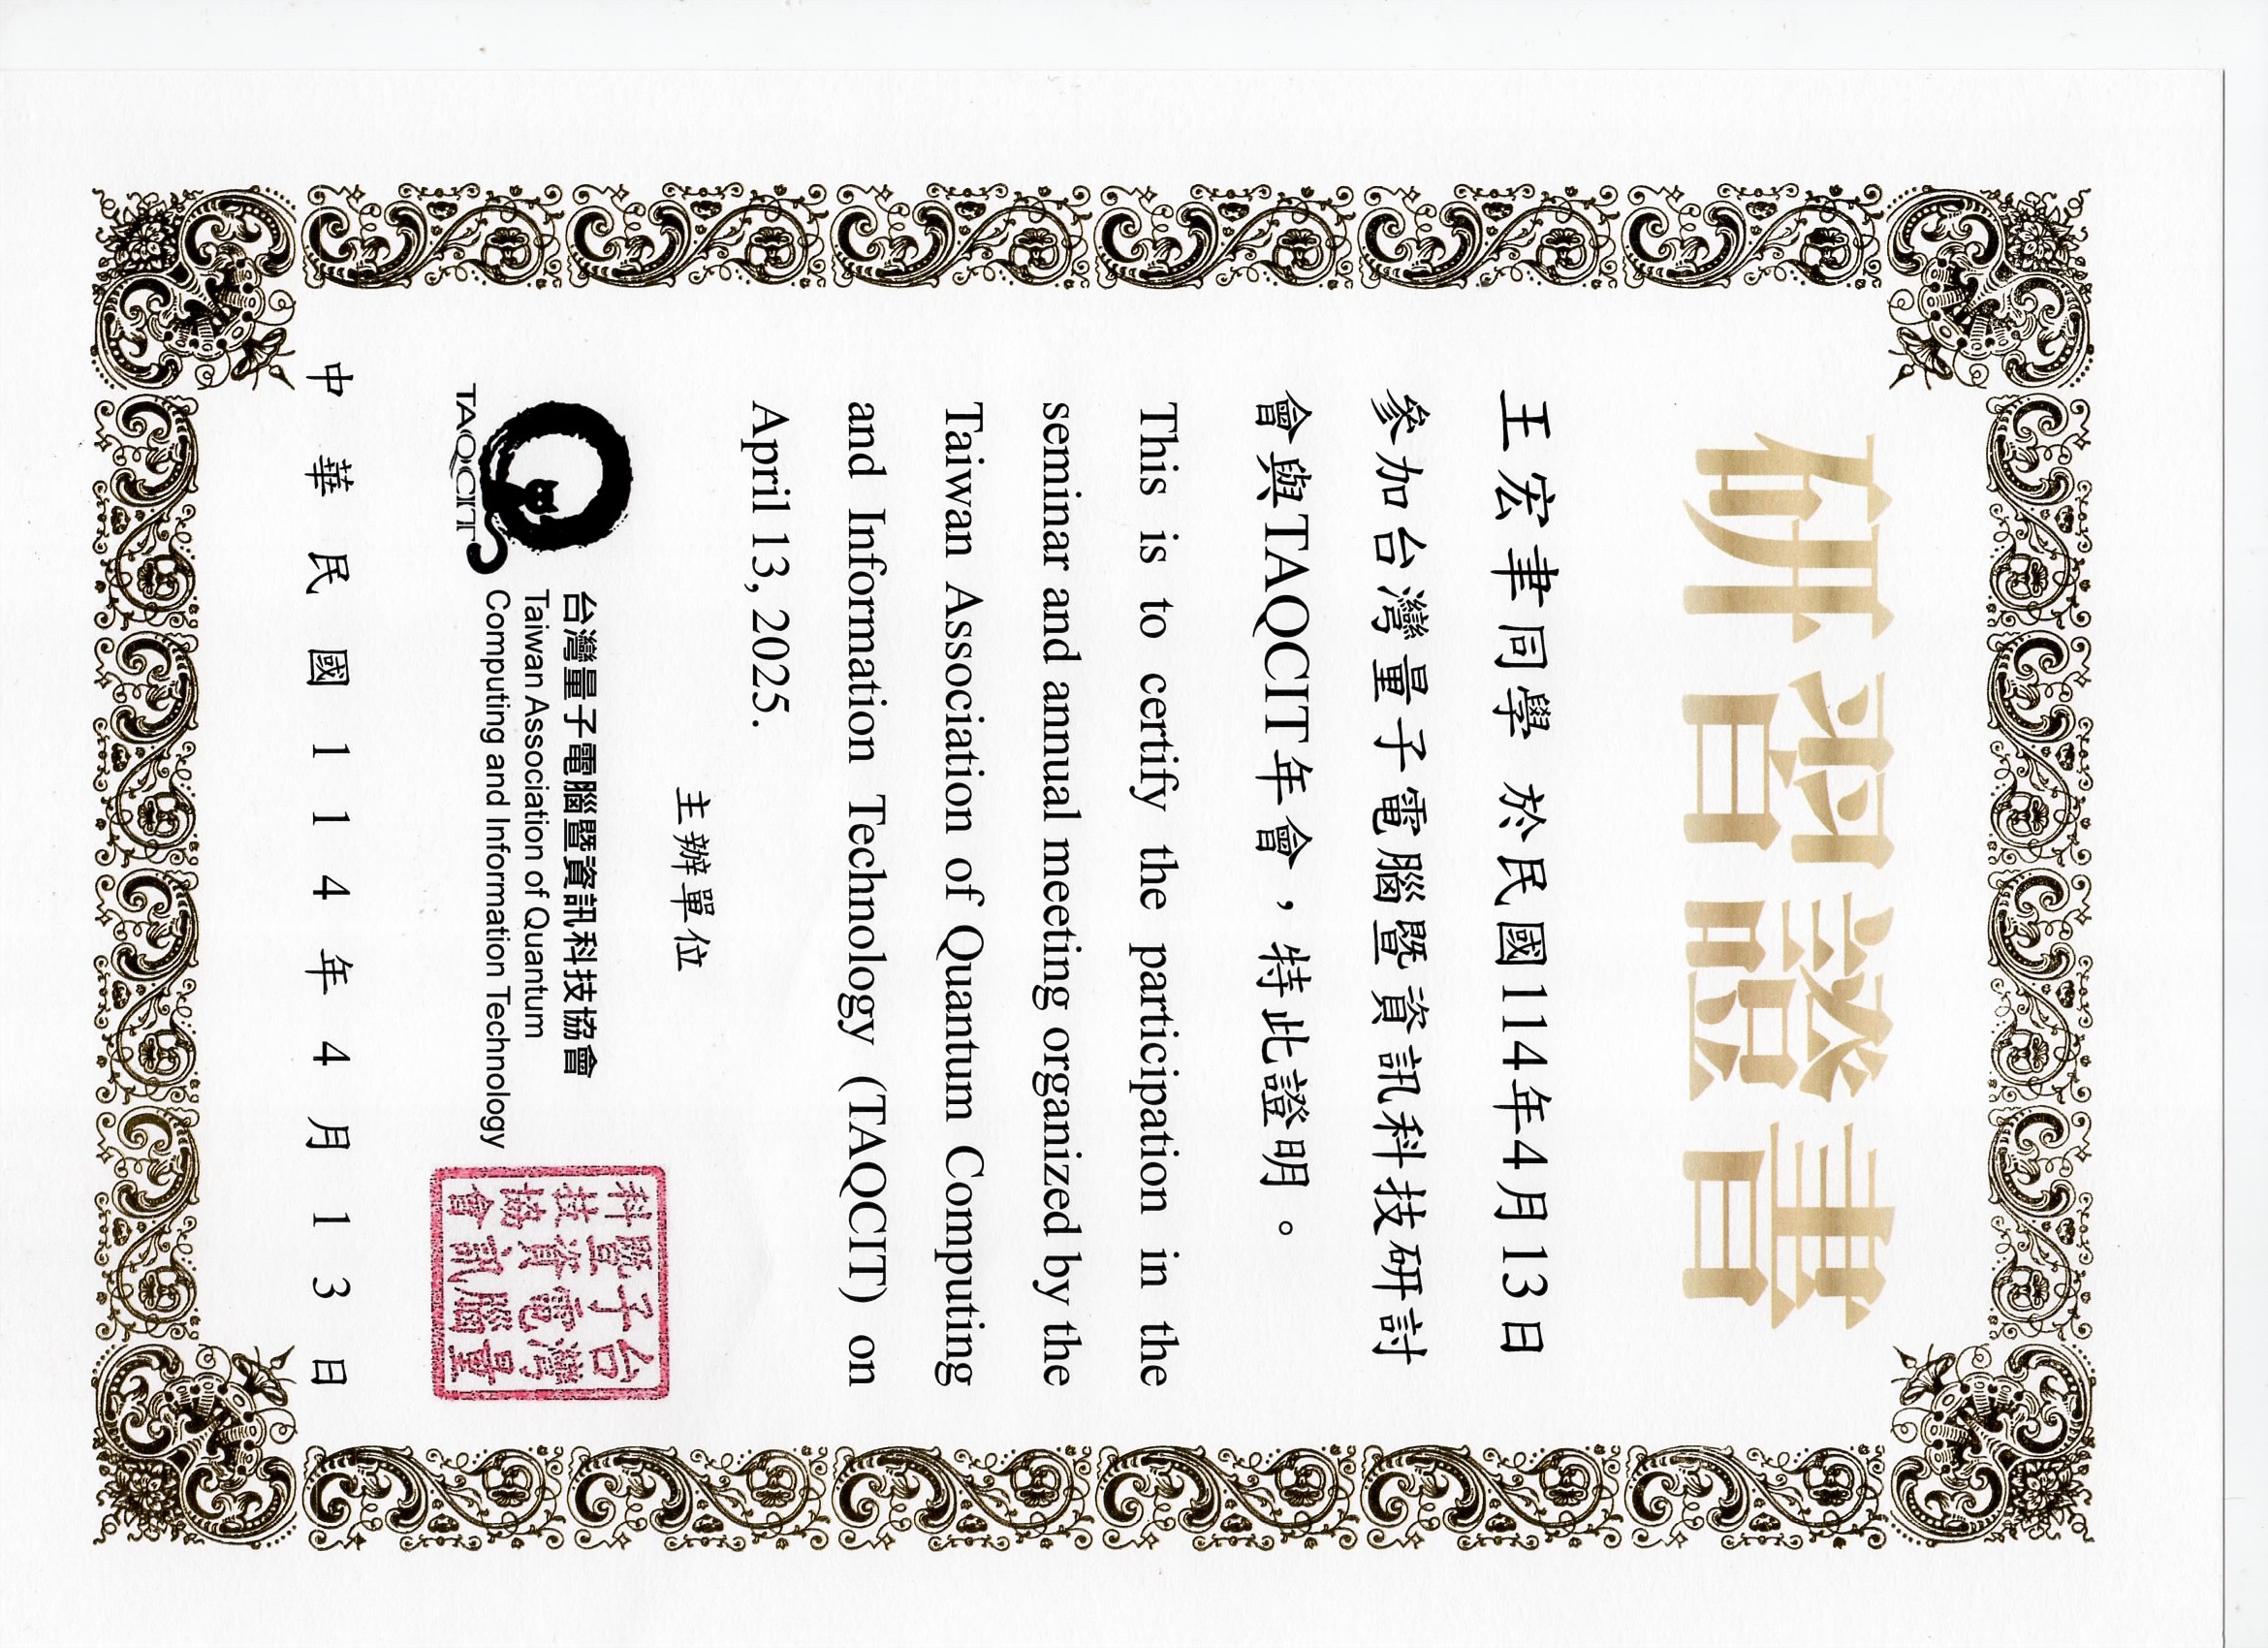 研習證書
王宏聿同學 於民國114年4月13日
參加台灣量子電腦暨資訊科技研討
會與TAQCIT年會，特此證明。
This is to certify the participation in the
seminar and annual meeting organized by the
Taiwan Association of Quantum Computing
and Information Technology (TAQCIT) on
April 13, 2025.
主辦單位
台灣量子電腦暨資訊科技協會
Taiwan Association of Quantum
Computing and Information Technology
TAQCIT
台灣量
子電腦
暨資訊
科技協會
中華民國114年4月13日